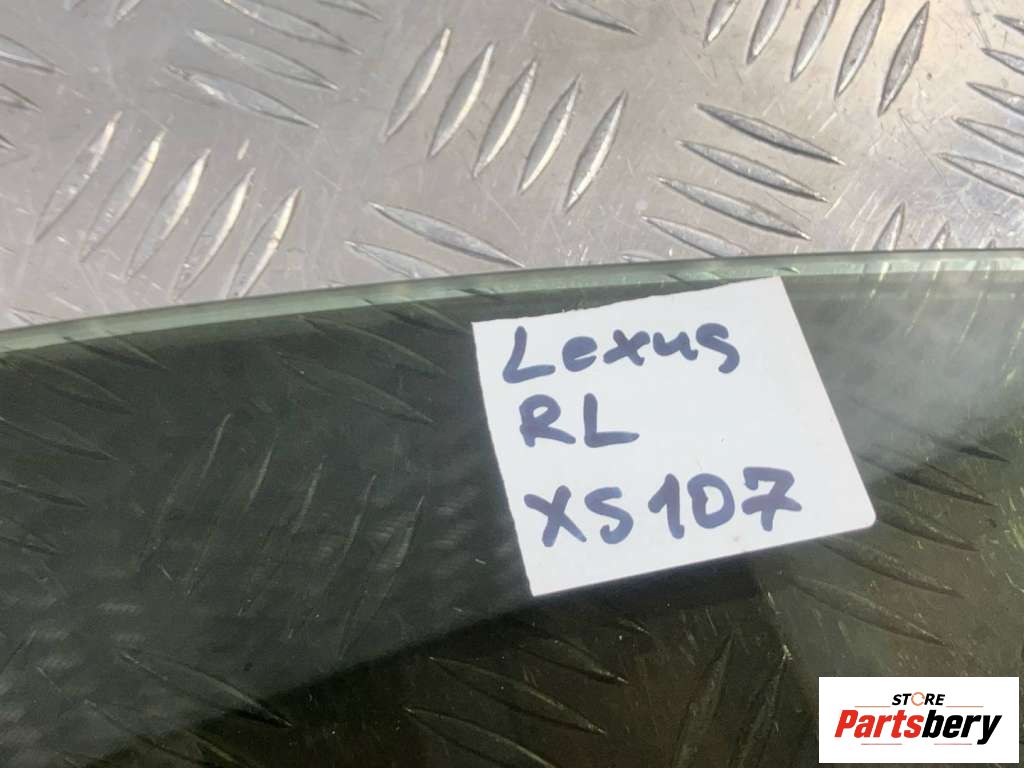 Lexus
RL
XS107
STORE
Partsbery